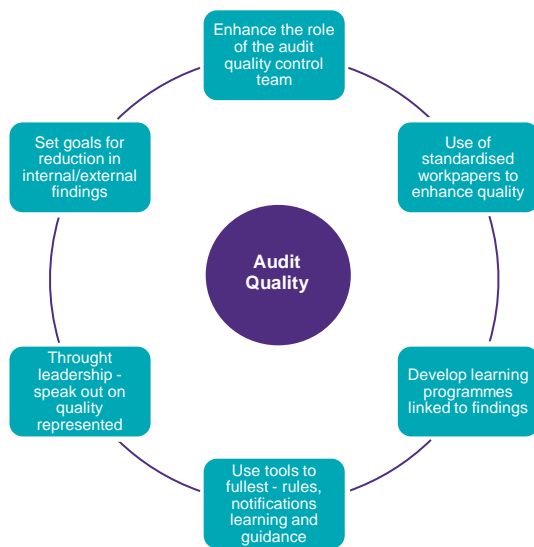 Enhance the role
of the audit
quality control
team
Use of
standardised
workpapers to
enhance quality
Develop learning
programmes
linked to findings
Use tools to
fullest - rules,
notifications
learning and
guidance
Throught
leadership -
speak out on
quality
represented
Set goals for
reduction in
internal/external
findings
Audit
Quality